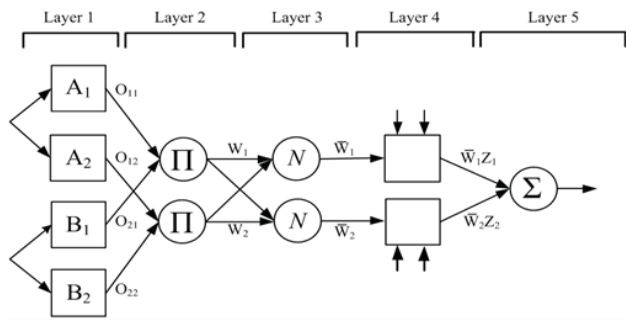 Layer 1 Layer 2 Layer 3 Layer 4 Layer 5
A₁ O₁₁
A₂ O₁₂
B₁ O₂₁
B₂ O₂₂
Π W₁ N W̅₁ W̅₁Z₁
Π W₂ N W̅₂ W̅₂Z₂
Σ